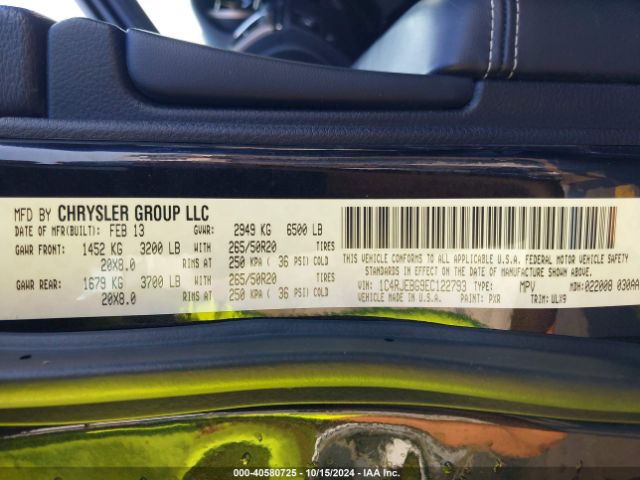 MFD BY CHRYSLER GROUP LLC
DATE OF MFR(BUILT): FEB 13 GVWR: 2949 KG 6500 LB
GAWR FRONT: 1452 KG 3200 LB WITH 265/50R20 TIRES
20X8.0 RIMS AT 250 KPA ( 36 PSI) COLD
GAWR REAR: 1679 KG 3700 LB WITH 265/50R20 TIRES
20X8.0 RIMS AT 250 KPA ( 36 PSI) COLD
THIS VEHICLE CONFORMS TO ALL APPLICABLE U.S.A. FEDERAL MOTOR VEHICLE SAFETY,
BUMPER AND THEFT PREVENTION STANDARDS IN EFFECT ON THE DATE OF MANUFACTURE SHOWN ABOVE.
VIN: 1C4RJEBG9EC122793 TYPE: MPV MDH: 022008 030AA
VEHICLE MADE IN U.S.A. PAINT: PXR TRIM: ULX9
000-40580725 - 10/15/2024 - IAA Inc.